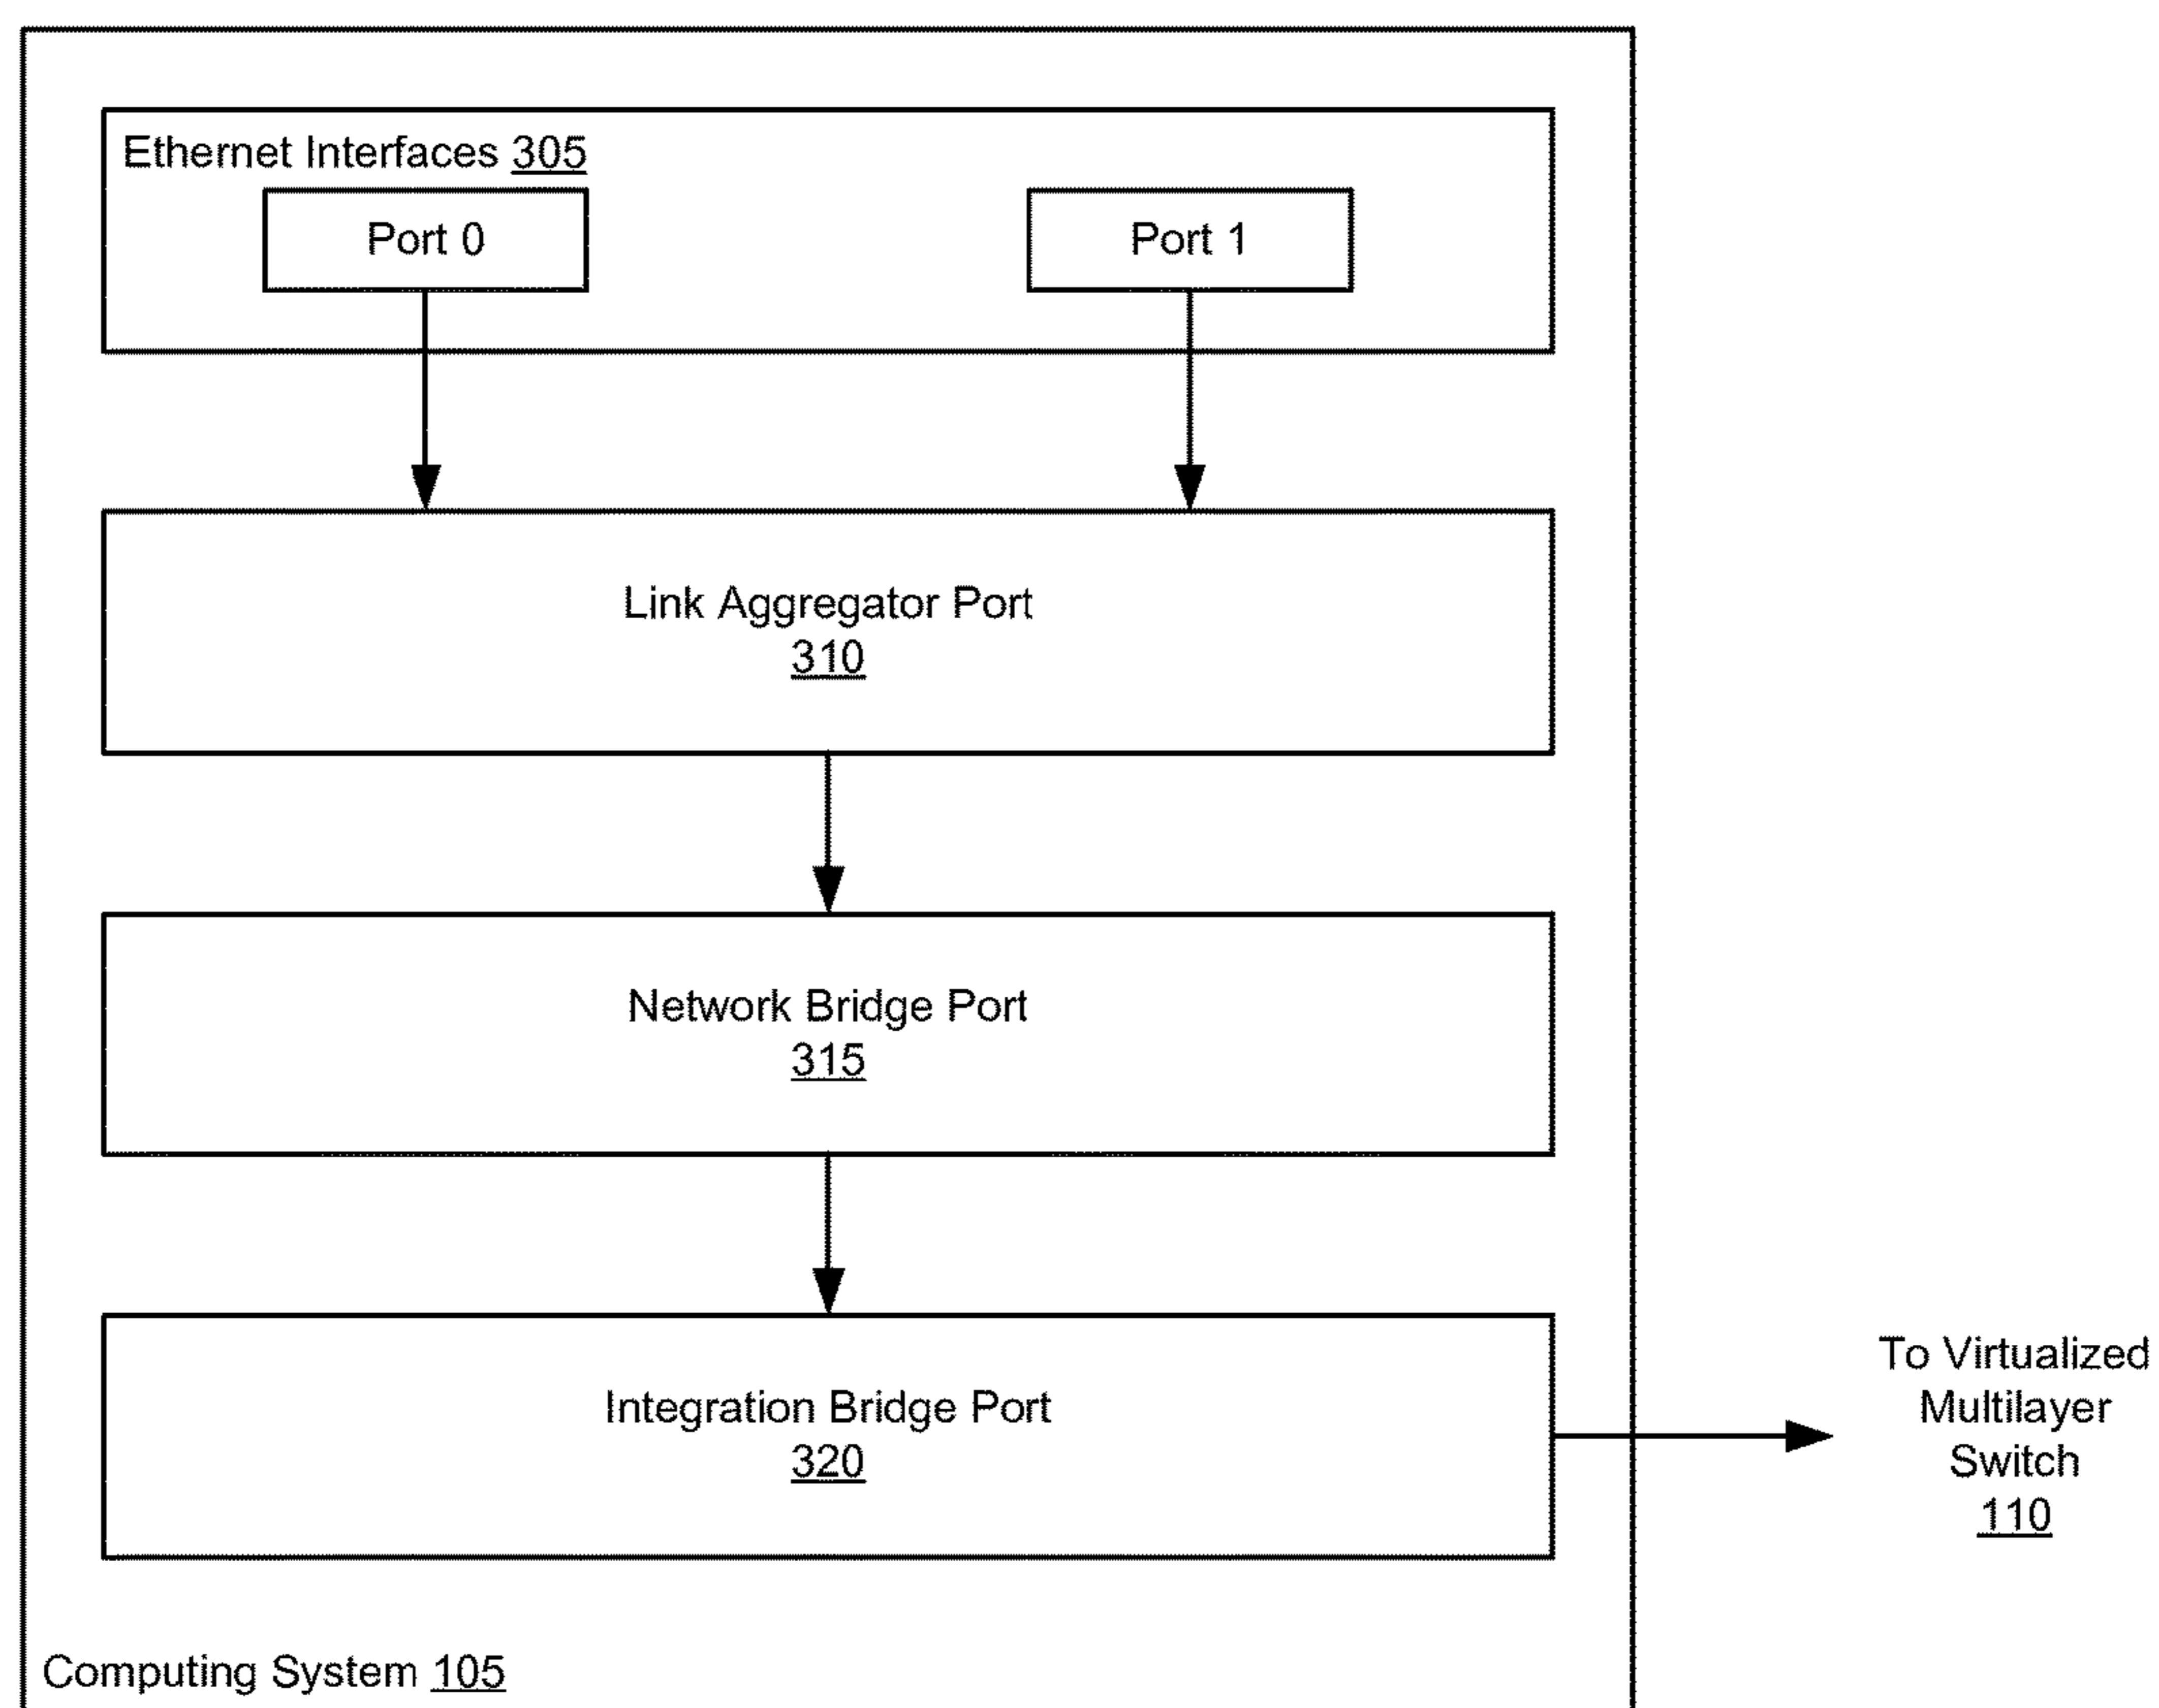 Ethernet Interfaces 305
Port 0
Port 1
Link Aggregator Port
310
Network Bridge Port
315
Integration Bridge Port
320
To Virtualized
Multilayer
Switch
110
Computing System 105